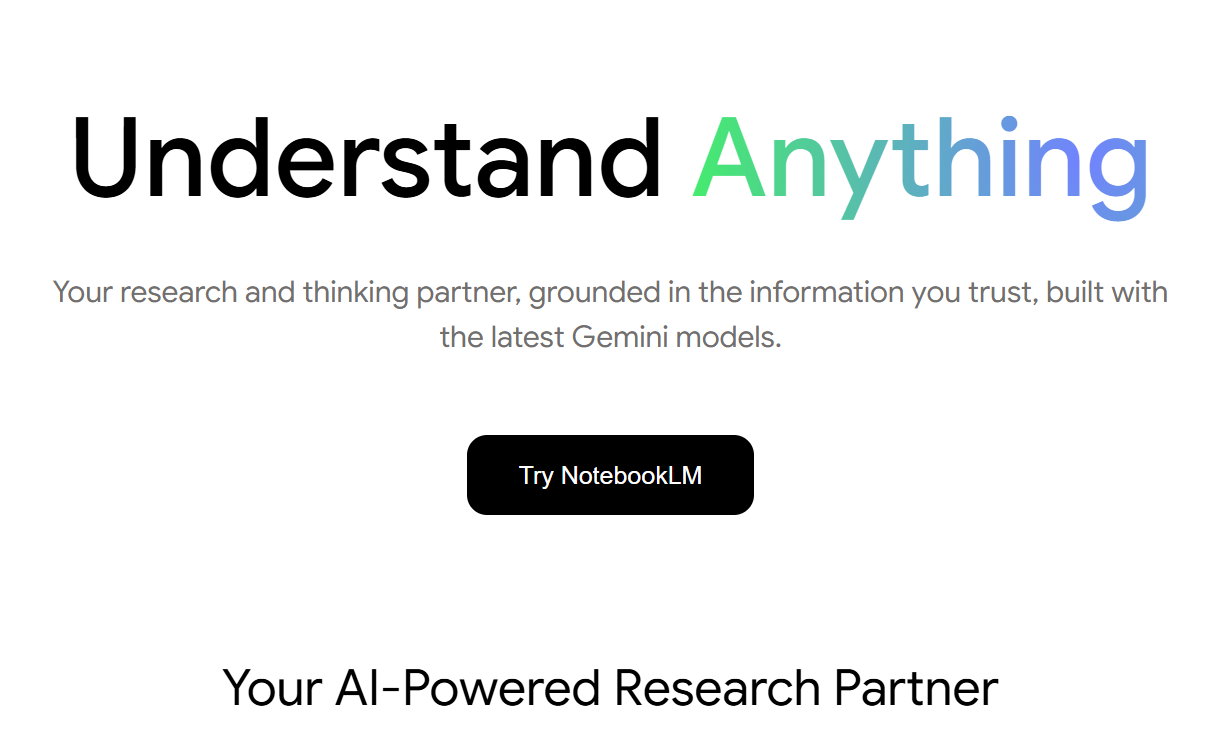 Understand Anything
Your research and thinking partner, grounded in the information you trust, built with
the latest Gemini models.
Try NotebookLM
Your AI-Powered Research Partner